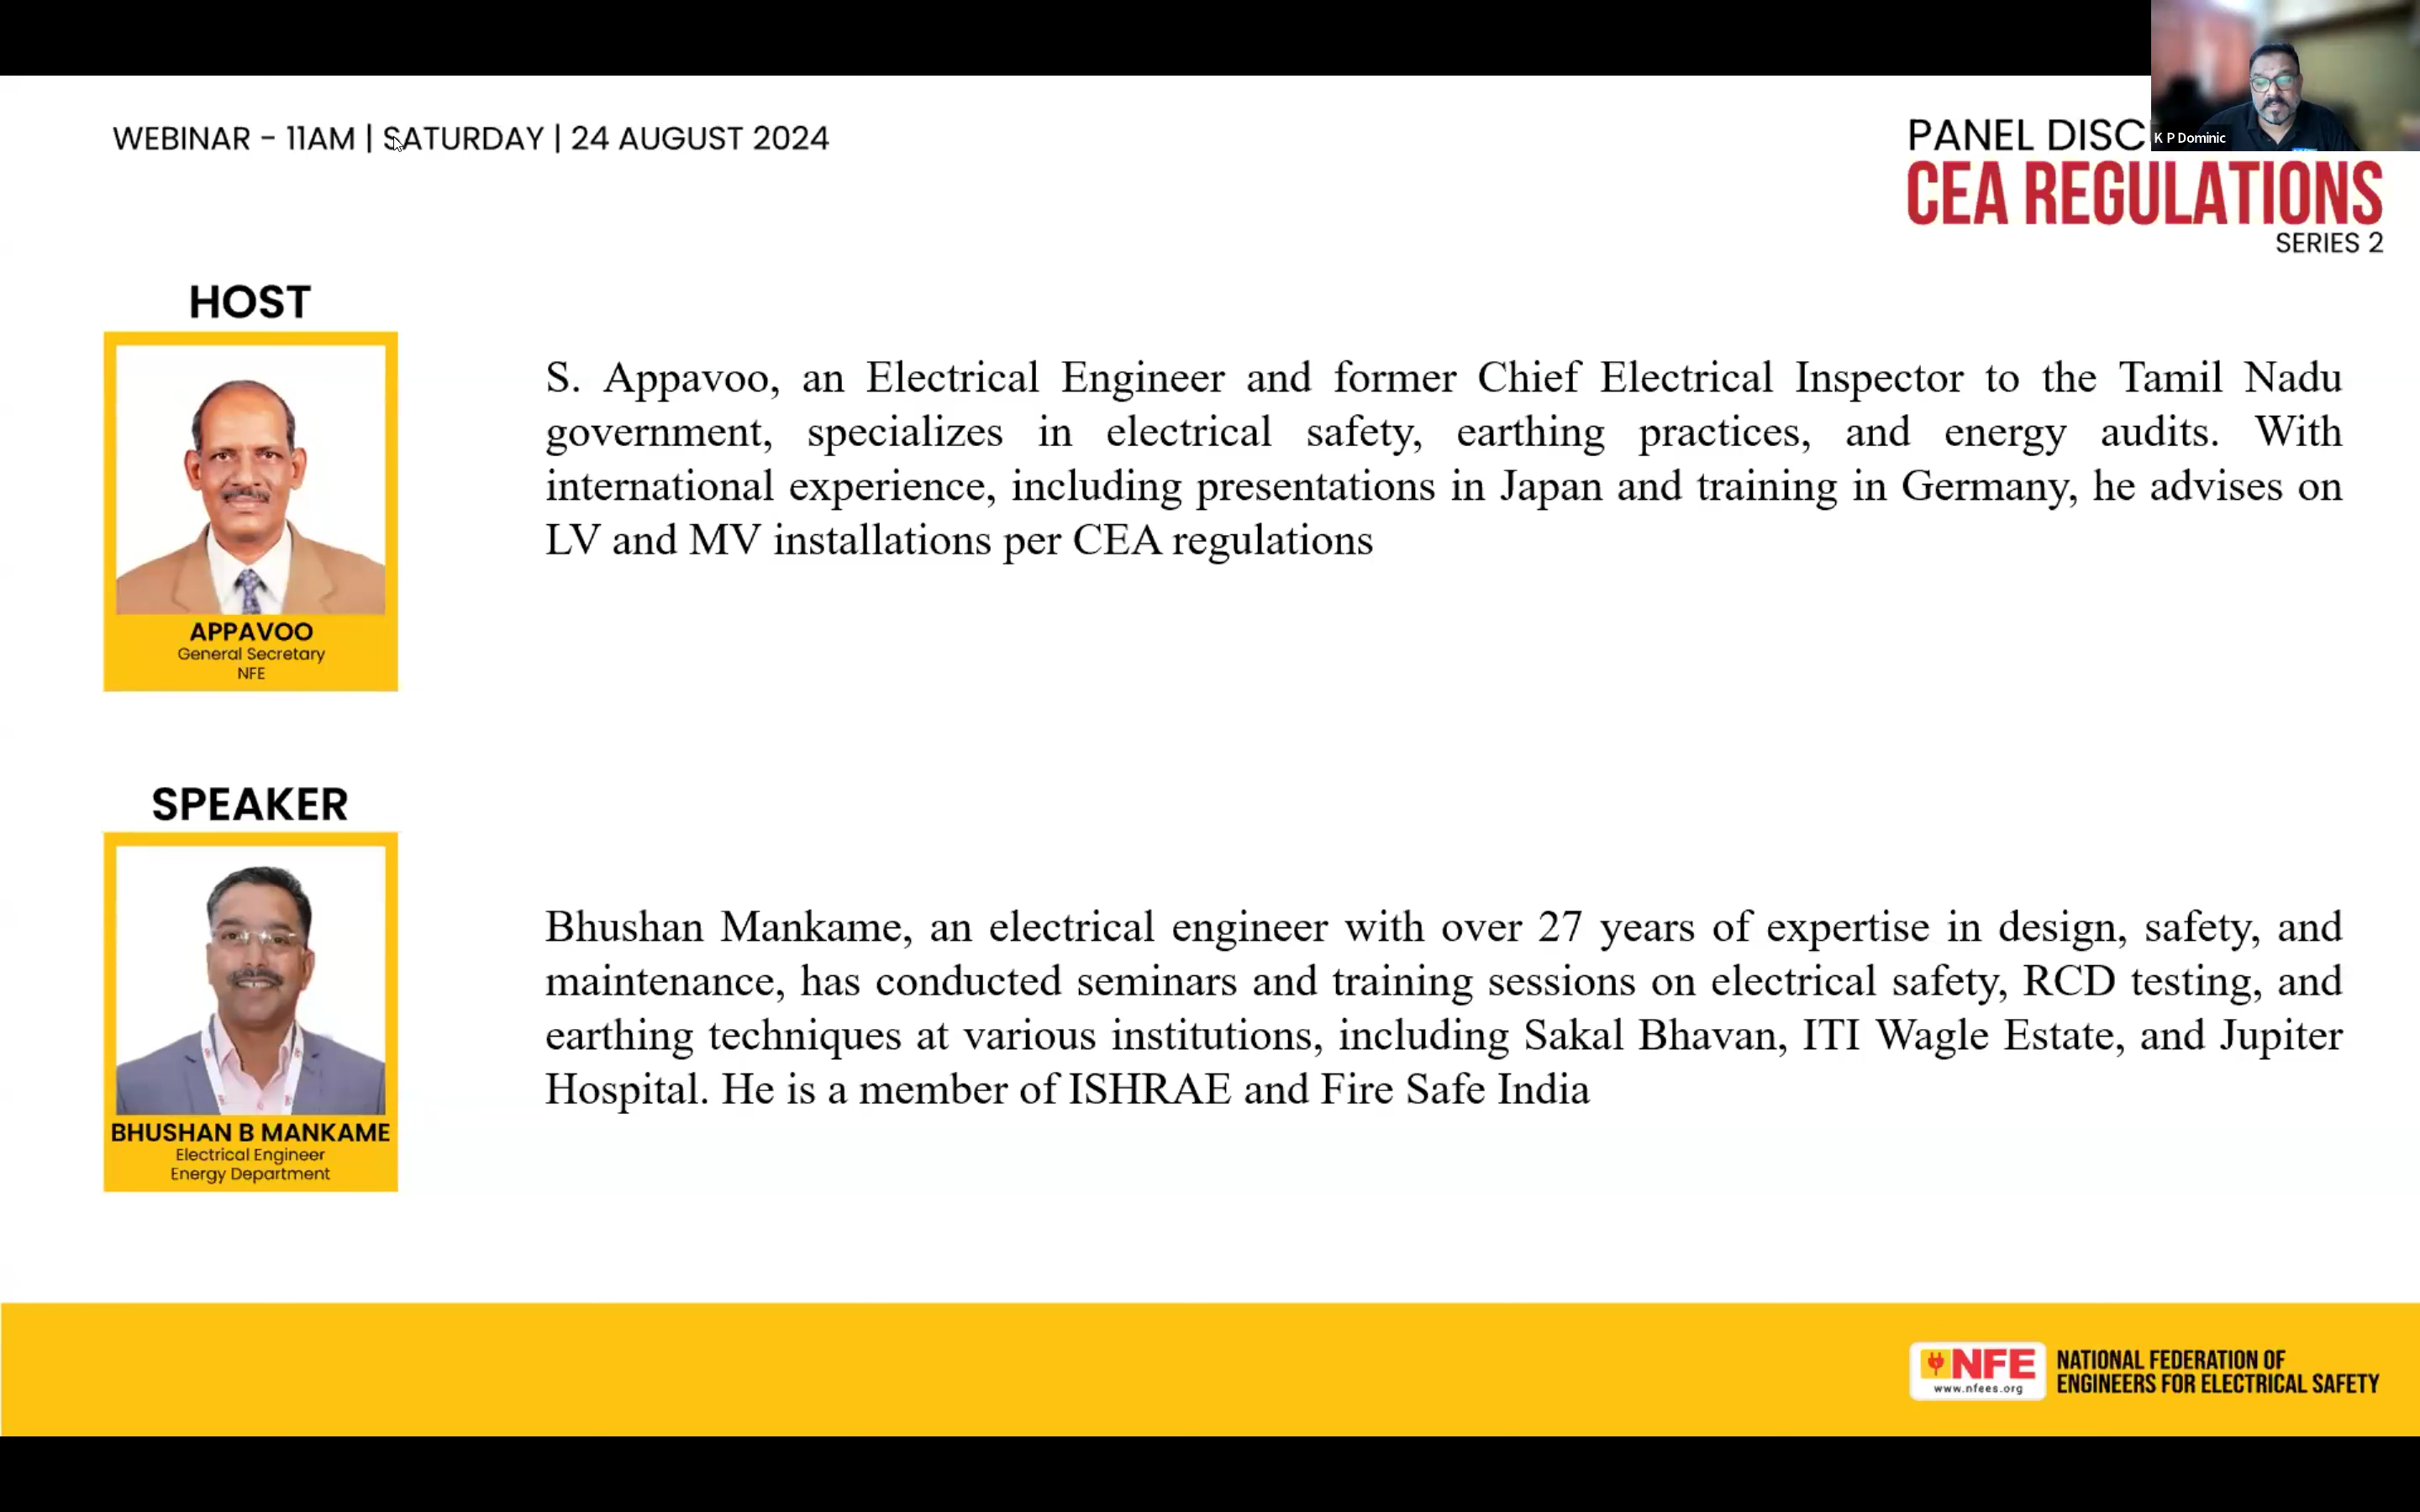 WEBINAR - 11AM | SATURDAY | 24 AUGUST 2024
PANEL
K P Dominic
CEA REGULATIONS
SERIES 2
HOST
APPAVOO
General Secretary
NFE
S. Appavoo, an Electrical Engineer and former Chief Electrical Inspector to the Tamil Nadu
government, specializes in electrical safety, earthing practices, and energy audits. With
international experience, including presentations in Japan and training in Germany, he advises on
LV and MV installations per CEA regulations
SPEAKER
BHUSHAN B MANKAME
Electrical Engineer
Energy Department
Bhushan Mankame, an electrical engineer with over 27 years of expertise in design, safety, and
maintenance, has conducted seminars and training sessions on electrical safety, RCD testing, and
earthing techniques at various institutions, including Sakal Bhavan, ITI Wagle Estate, and Jupiter
Hospital. He is a member of ISHRAE and Fire Safe India
NFE
www.nfees.org
NATIONAL FEDERATION OF
ENGINEERS FOR ELECTRICAL SAFETY